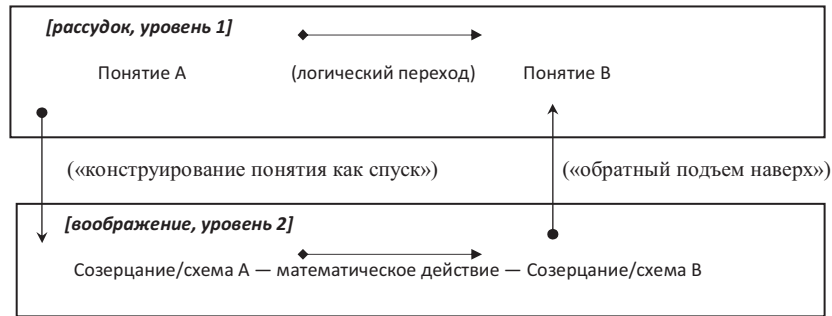 [рассудок, уровень 1]
Понятие А (логический переход) Понятие В
(«конструирование понятия как спуск») («обратный подъем наверх»)
[воображение, уровень 2]
Созерцание/схема А — математическое действие — Созерцание/схема В